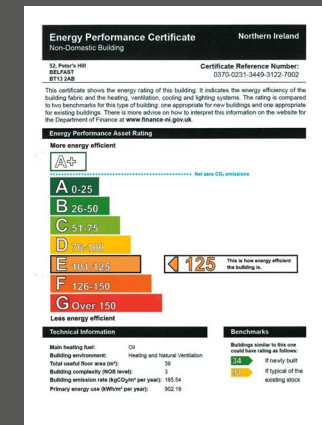 Energy Performance Certificate
Northern Ireland
Non-Domestic Building
52, Peter's Hill
BELFAST
BT13 2AB
Certificate Reference Number:
0370-0231-3449-3122-7002
This certificate shows the energy rating of this building. It indicates the energy efficiency of the
building fabric and the heating, ventilation, cooling and lighting systems. The rating is compared
to two benchmarks for this type of building: one appropriate for new buildings and one appropriate
for existing buildings. There is more advice on how to interpret this information on the website for
the Department of Finance at www.finance-ni.gov.uk.
Energy Performance Asset Rating
More energy efficient
A+
Net zero CO₂ emissions
A 0-25
B 26-50
C 51-75
D 76-100
E 101-125
125
This is how energy efficient
the building is.
F 126-150
G Over 150
Less energy efficient
Technical Information
Main heating fuel: Oil
Building environment: Heating and Natural Ventilation
Total useful floor area (m²): 39
Building complexity (NOS level): 3
Building emission rate (kgCO₂/m² per year): 185.54
Primary energy use (kWh/m² per year): 902.19
Benchmarks
Buildings similar to this one
could have rating as follows:
34 If newly built
If typical of the
existing stock